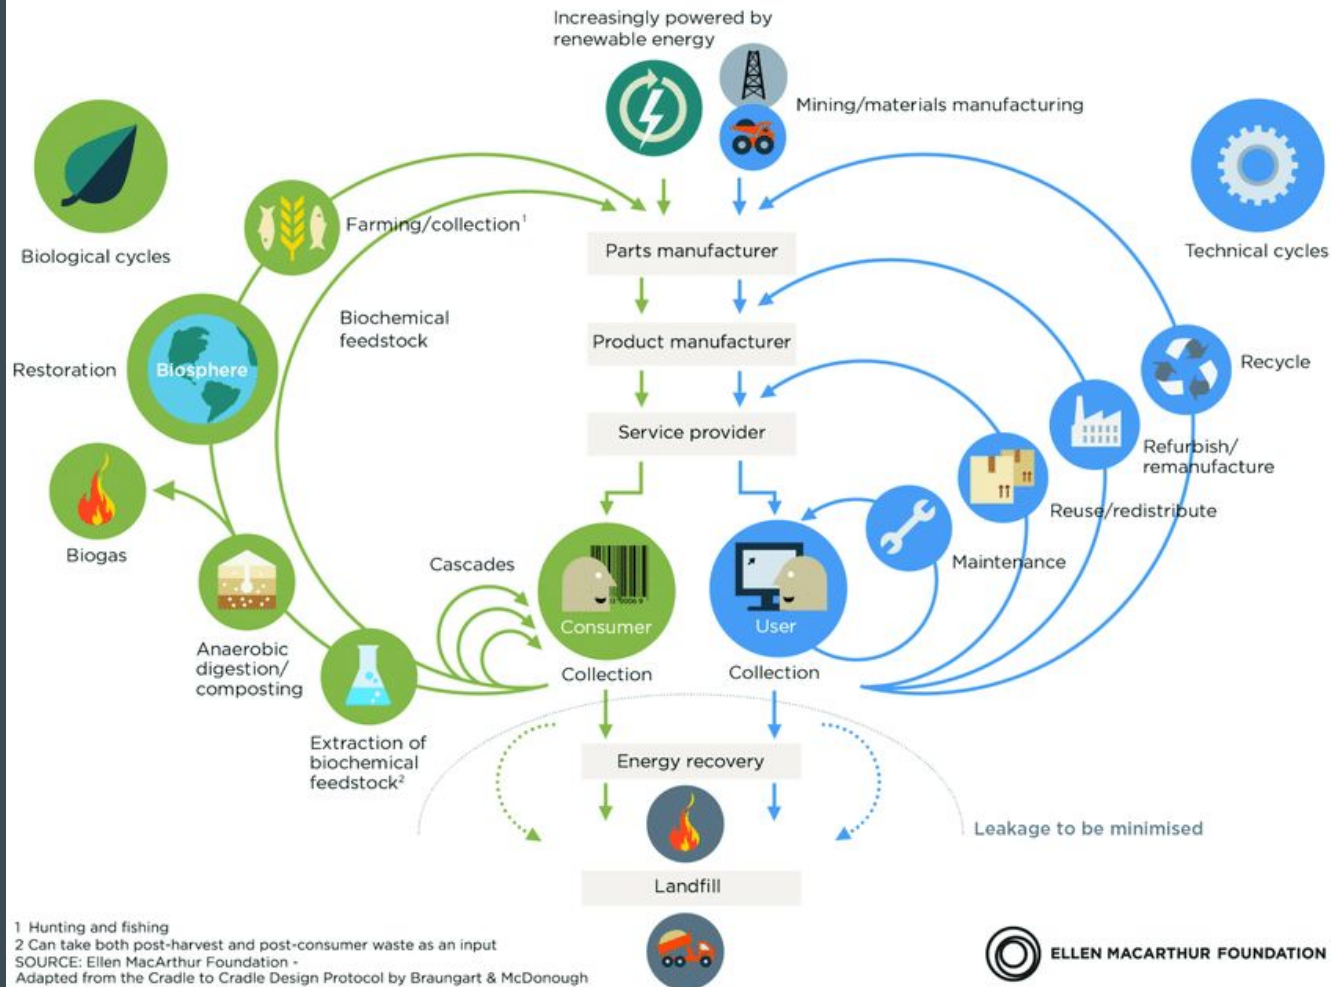 Increasingly powered by
renewable energy
Mining/materials manufacturing
Biological cycles
Farming/collection¹
Technical cycles
Parts manufacturer
Biochemical
feedstock
Product manufacturer
Restoration
Biosphere
Recycle
Service provider
Refurbish/
remanufacture
Reuse/redistribute
Biogas
Cascades
Maintenance
Consumer
User
Anaerobic
digestion/
composting
Collection
Collection
Extraction of
biochemical
feedstock²
Energy recovery
Leakage to be minimised
Landfill
1 Hunting and fishing
2 Can take both post-harvest and post-consumer waste as an input
SOURCE: Ellen MacArthur Foundation -
Adapted from the Cradle to Cradle Design Protocol by Braungart & McDonough
ELLEN MACARTHUR FOUNDATION